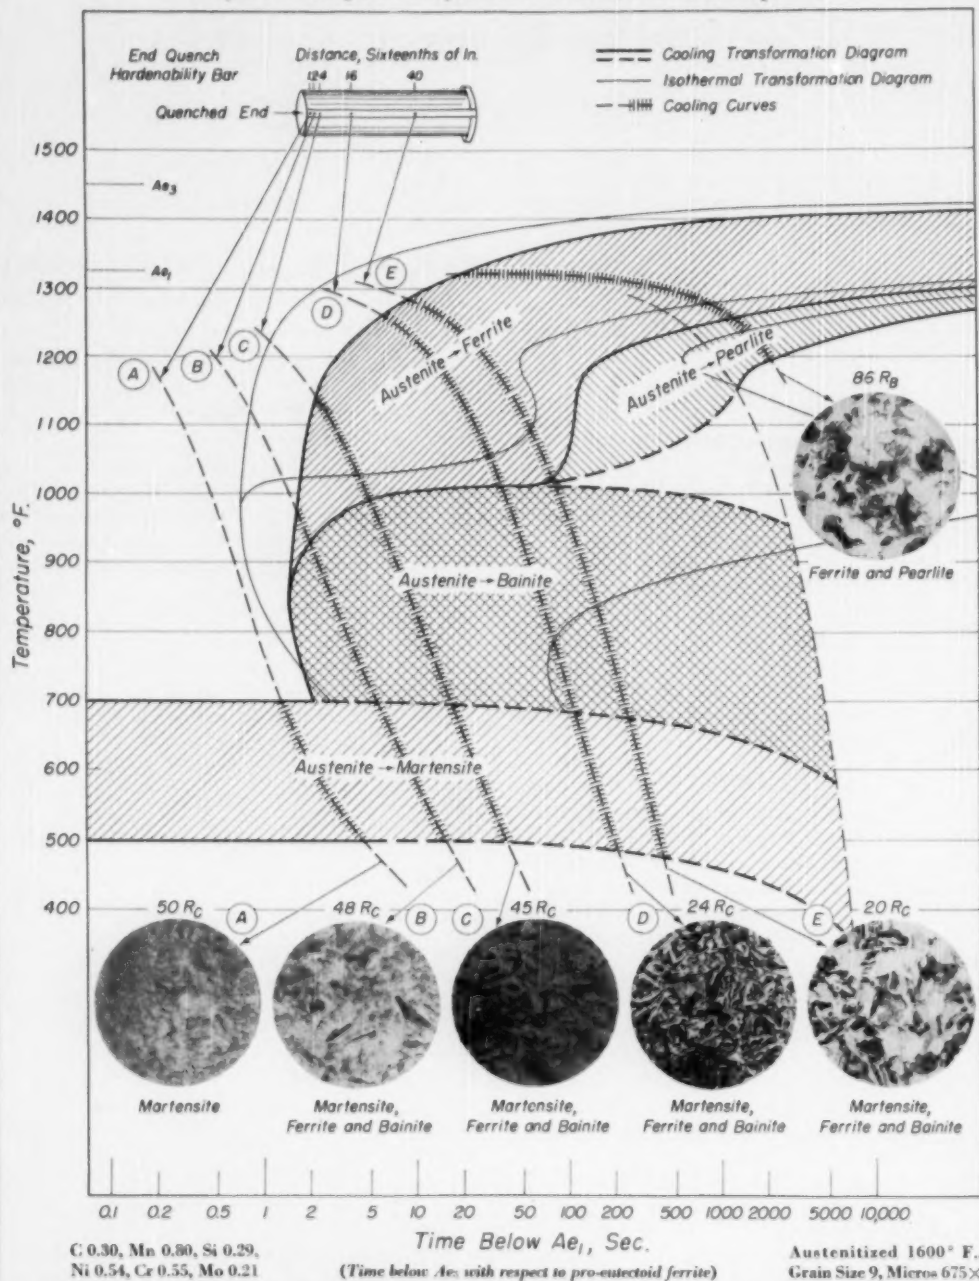 End Quench
Hardenability Bar
Distance, Sixteenths of In.
1 2 4 16 40
Quenched End
Cooling Transformation Diagram
Isothermal Transformation Diagram
Cooling Curves
1500
1400
1300
1200
1100
1000
900
800
700
600
500
400
Temperature, °F.
Ae3
Ae1
A
B
C
D
E
Austenite → Ferrite
Austenite → Pearlite
Austenite → Bainite
Austenite → Martensite
86 RB
Ferrite and Pearlite
50 RC
A
48 RC
B
C
45 RC
D
24 RC
E
20 RC
Martensite
Martensite,
Ferrite and Bainite
Martensite,
Ferrite and Bainite
Martensite,
Ferrite and Bainite
Martensite,
Ferrite and Bainite
0.1 0.2 0.5 1 2 5 10 20 50 100 200 500 1000 2000 5000 10,000
Time Below Ae1, Sec.
C 0.30, Mn 0.80, Si 0.29,
Ni 0.54, Cr 0.55, Mo 0.21
(Time below Ae3 with respect to pro-eutectoid ferrite)
Austenitized 1600° F.
Grain Size 9, Micros 675×